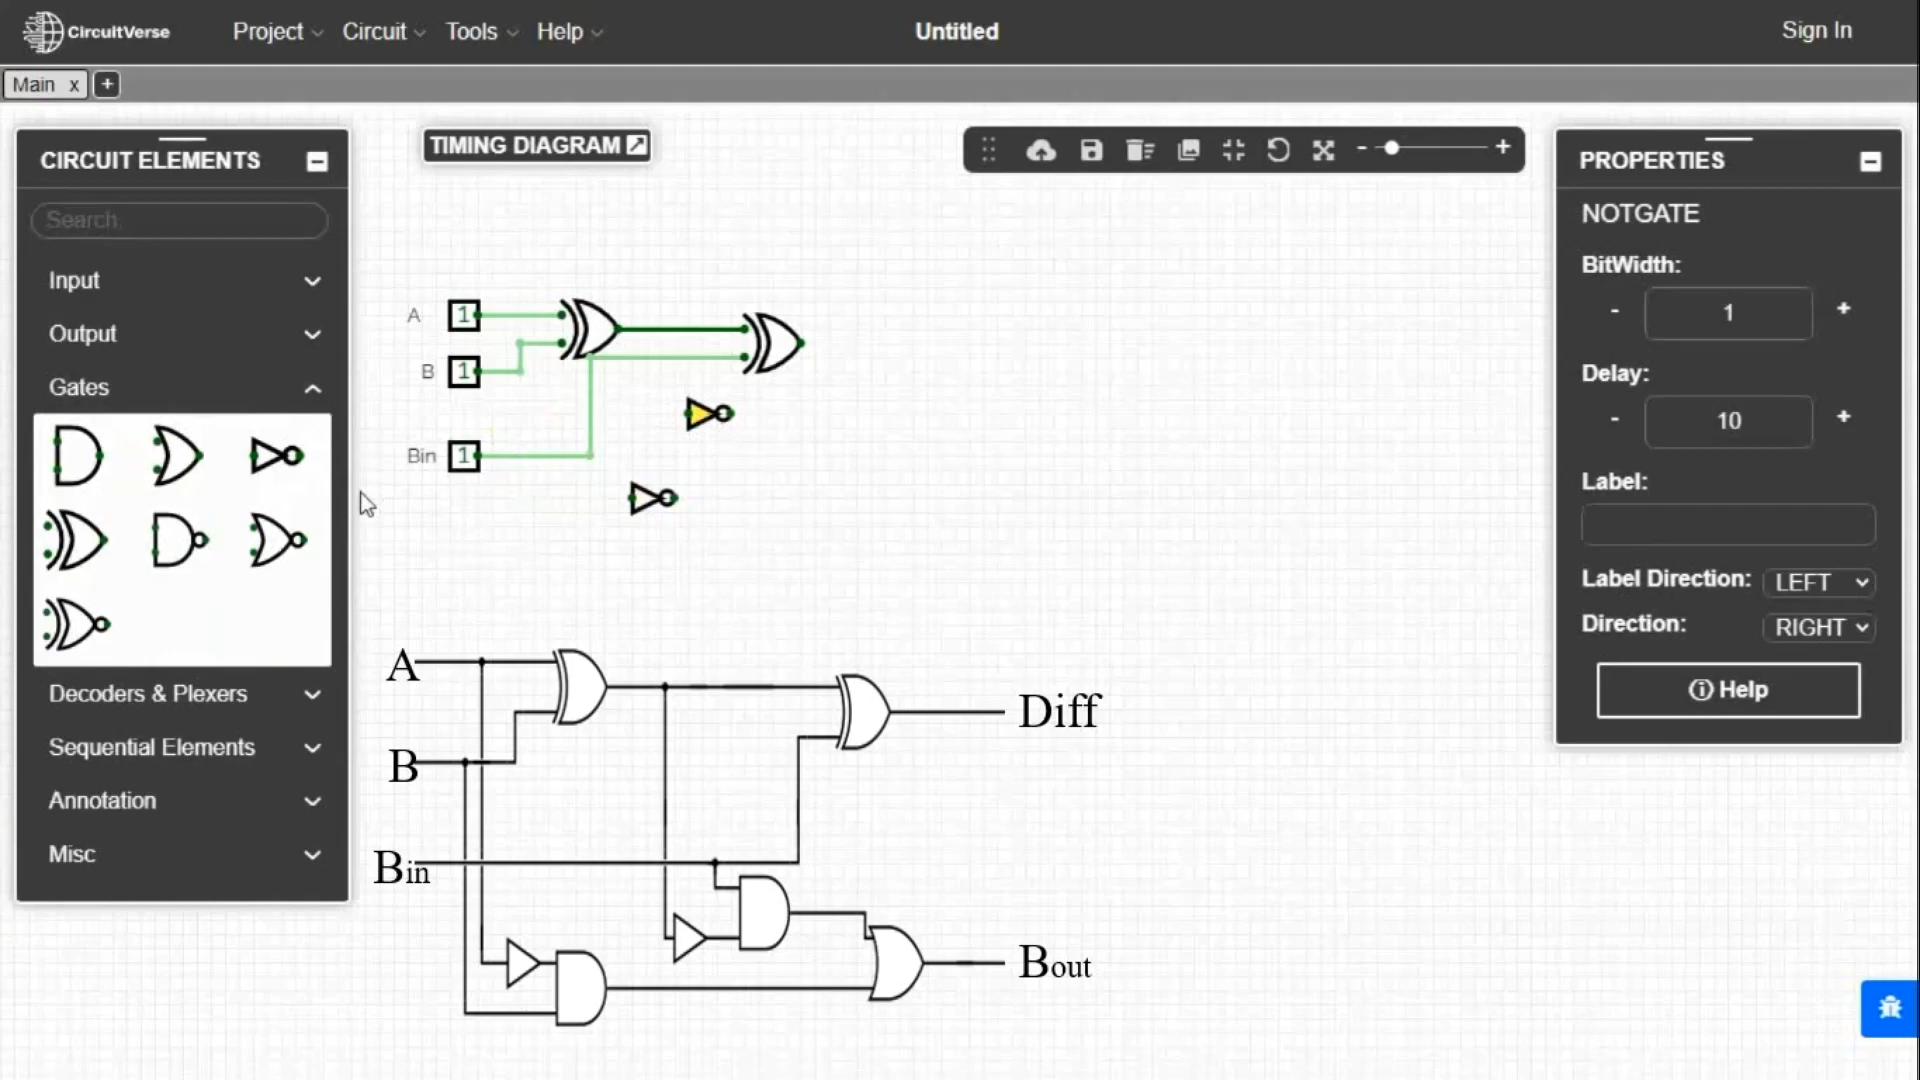 CircuitVerse
Project
Circuit
Tools
Help
Untitled
Sign In
Main x +
CIRCUIT ELEMENTS
Search
Input
Output
Gates
Decoders & Plexers
Sequential Elements
Annotation
Misc
TIMING DIAGRAM
- +
A 1
B 1
Bin 1
A
B
Bin
Diff
Bout
PROPERTIES
NOTGATE
BitWidth:
- 1 +
Delay:
- 10 +
Label:
Label Direction: LEFT
Direction: RIGHT
Help